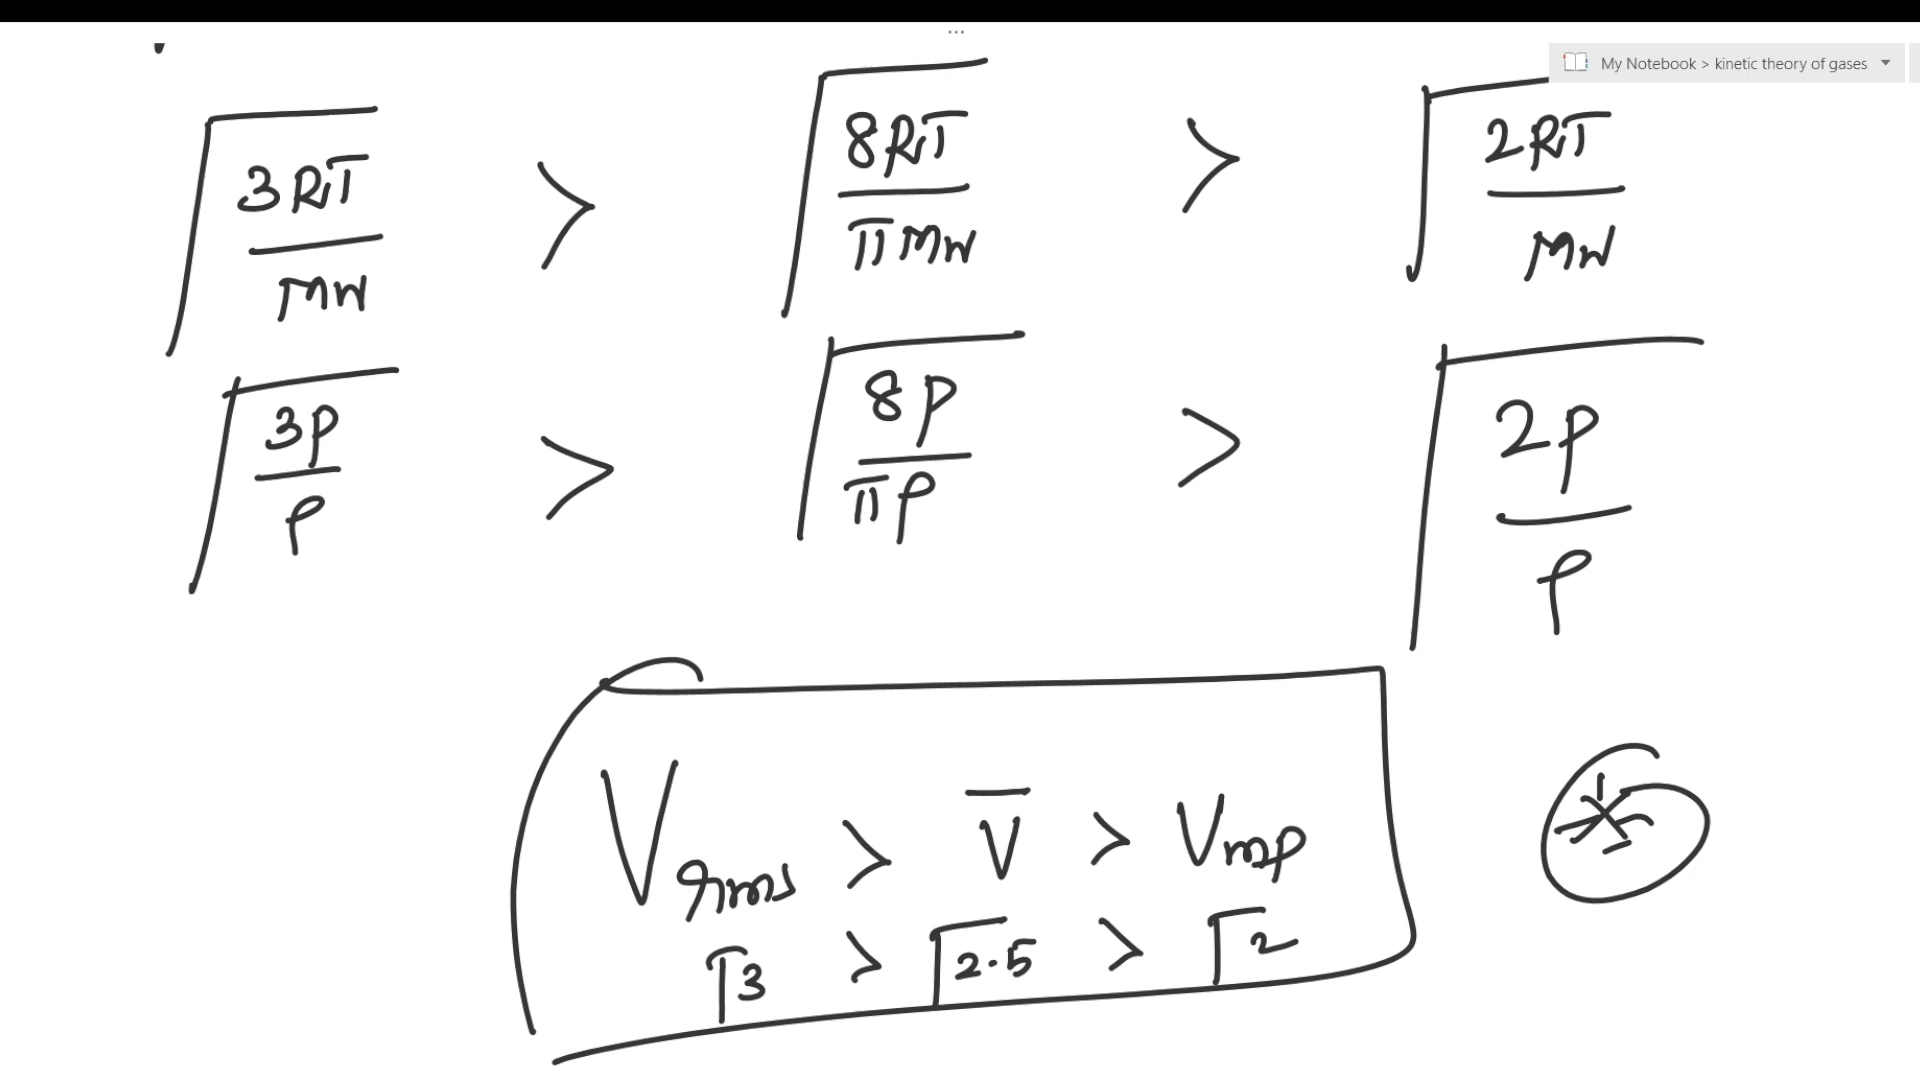 ...
My Notebook > kinetic theory of gases
√(3RT/MW) > √(8RT/πMW) > √(2RT/MW)
√(3P/ρ) > √(8P/πρ) > √(2P/ρ)
Vrms > V̅ > Vmp
√3 > √2.5 > √2